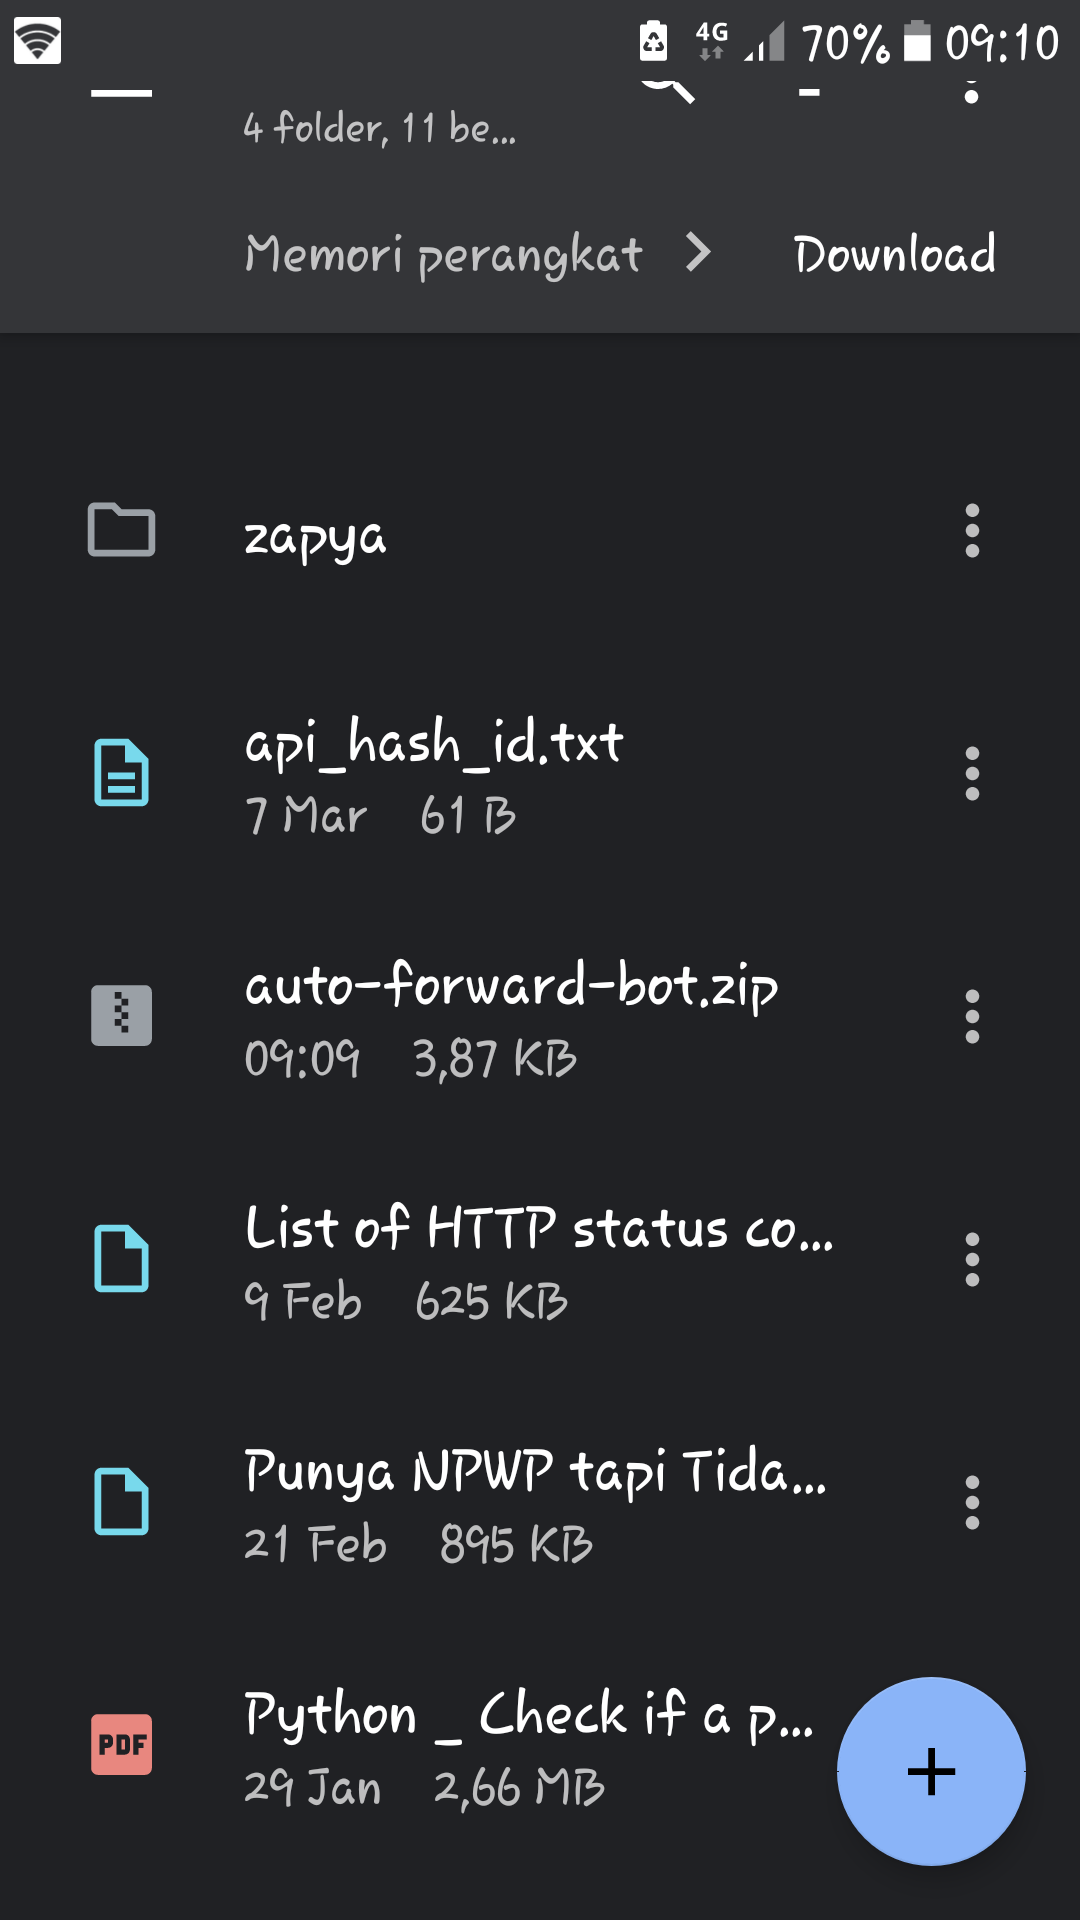 4G 70% 09:10
4 folder, 11 be...
Memori perangkat > Download
zapya
api_hash_id.txt
7 Mar 61 B
auto-forward-bot.zip
09:09 3,87 KB
List of HTTP status co...
9 Feb 625 KB
Punya NPWP tapi Tida...
21 Feb 895 KB
Python _ Check if a p...
PDF
29 Jan 2,66 MB